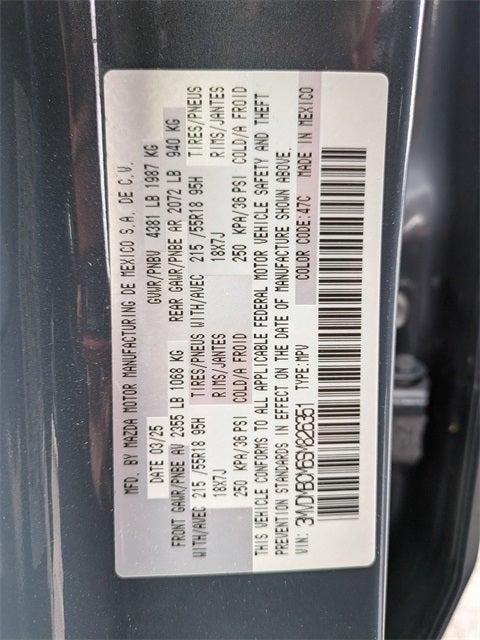 MFD. BY MAZDA MOTOR MANUFACTURING DE MEXICO S.A. DE C.V.
DATE 03/25 GVWR/PNBV 4381 LB 1987 KG
FRONT GAWR/PNBE AV 2355 LB 1068 KG REAR GAWR/PNBE AR 2072 LB 940 KG
WITH/AVEC 215 /55R18 95H TIRES/PNEUS WITH/AVEC 215 /55R18 95H TIRES/PNEUS
18X7J RIMS/JANTES 18X7J RIMS/JANTES
250 KPA/36 PSI COLD/A FROID 250 KPA/36 PSI COLD/A FROID
THIS VEHICLE CONFORMS TO ALL APPLICABLE FEDERAL MOTOR VEHICLE SAFETY AND THEFT
PREVENTION STANDARDS IN EFFECT ON THE DATE OF MANUFACTURE SHOWN ABOVE.
VIN: 3MVDMBCM6SM826351 TYPE:MPV COLOR CODE:47C MADE IN MEXICO